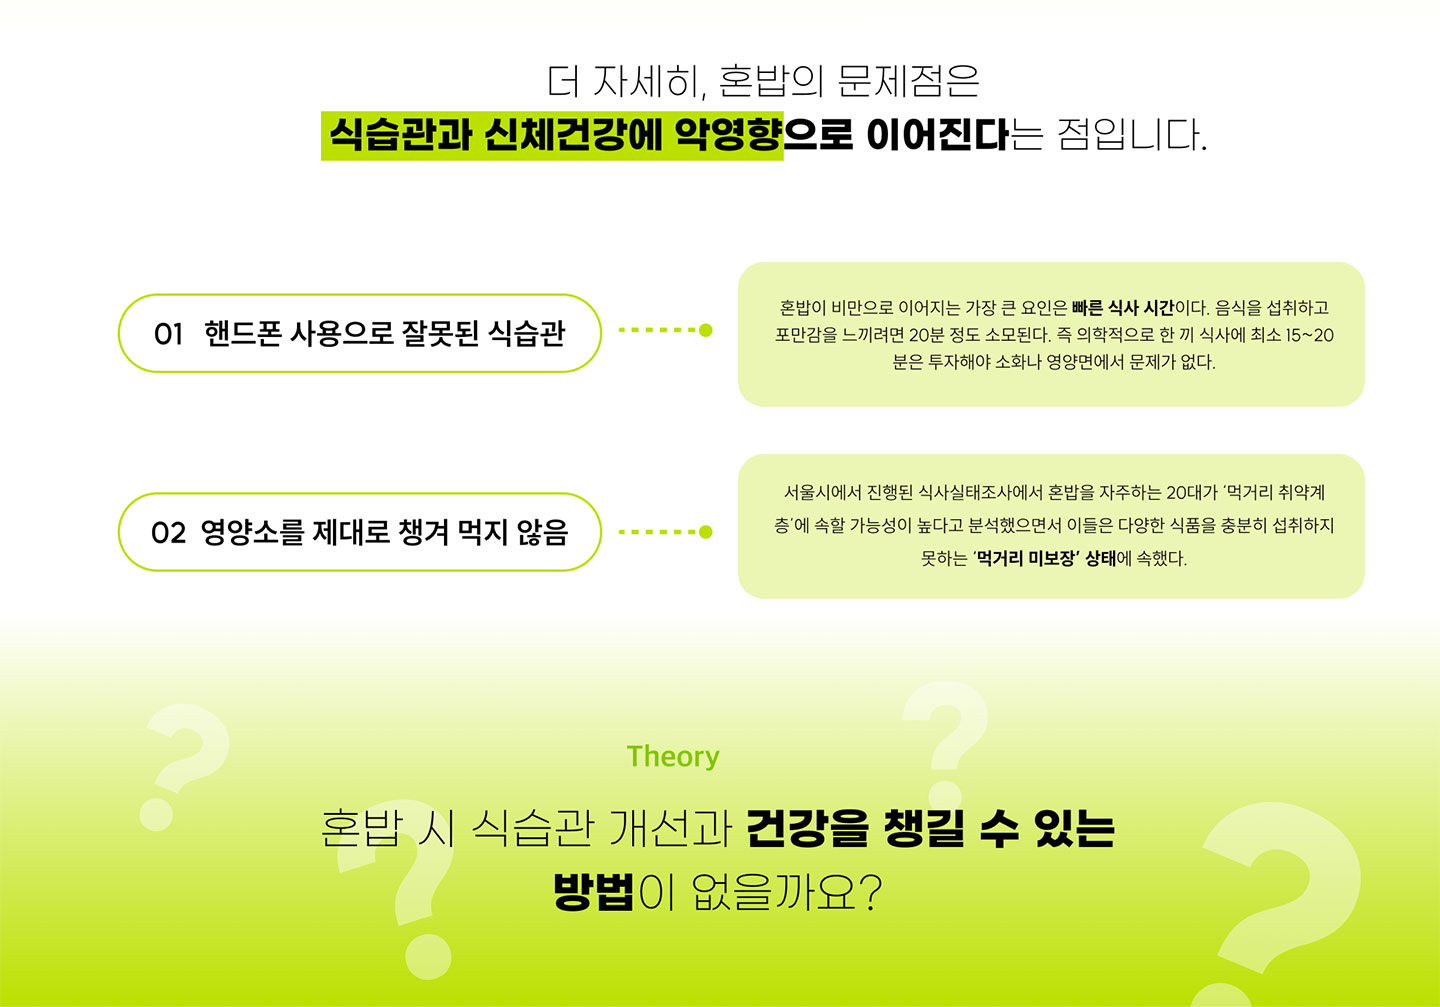 더 자세히, 혼밥의 문제점은
식습관과 신체건강에 악영향으로 이어진다는 점입니다.
01 핸드폰 사용으로 잘못된 식습관
혼밥이 비만으로 이어지는 가장 큰 요인은 빠른 식사 시간이다. 음식을 섭취하고
포만감을 느끼려면 20분 정도 소모된다. 즉 의학적으로 한 끼 식사에 최소 15~20
분은 투자해야 소화나 영양면에서 문제가 없다.
02 영양소를 제대로 챙겨 먹지 않음
서울시에서 진행된 식사실태조사에서 혼밥을 자주하는 20대가 ‘먹거리 취약계
층’에 속할 가능성이 높다고 분석했으면서 이들은 다양한 식품을 충분히 섭취하지
못하는 ‘먹거리 미보장’ 상태에 속했다.
Theory
혼밥 시 식습관 개선과 건강을 챙길 수 있는
방법이 없을까요?